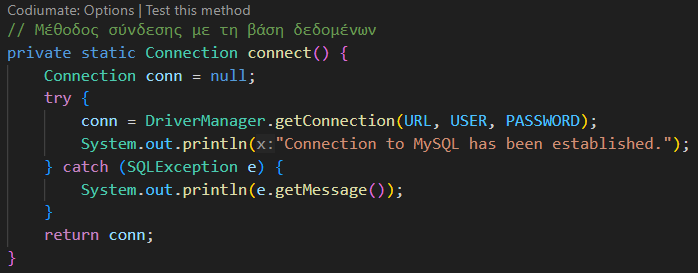 Codiumate: Options | Test this method
// Μέθοδος σύνδεσης με τη βάση δεδομένων
private static Connection connect() {
    Connection conn = null;
    try {
        conn = DriverManager.getConnection(URL, USER, PASSWORD);
        System.out.println(x:"Connection to MySQL has been established.");
    } catch (SQLException e) {
        System.out.println(e.getMessage());
    }
    return conn;
}